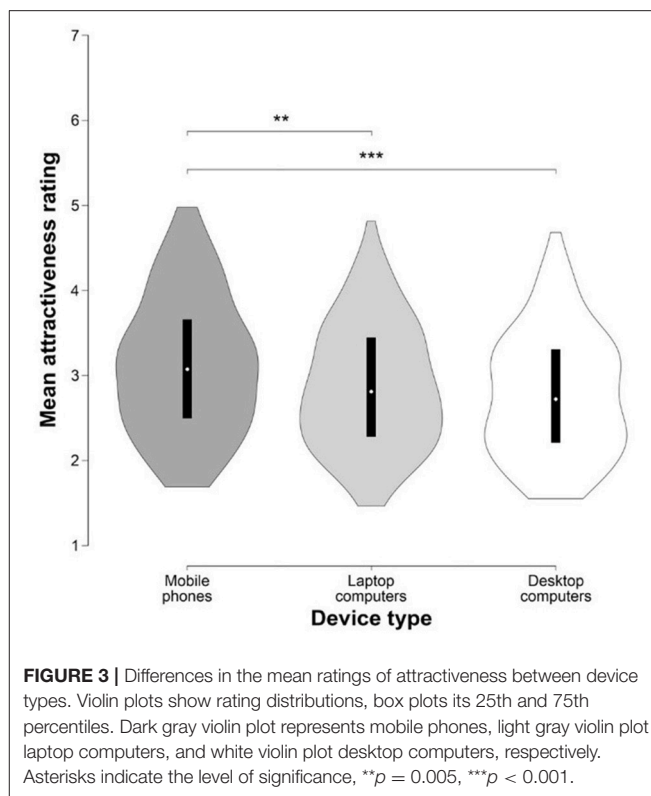 7
6
**
***
5
4
3
2
1
Mean attractiveness rating
Mobile
phones
Laptop
computers
Desktop
computers
Device type
FIGURE 3 | Differences in the mean ratings of attractiveness between device
types. Violin plots show rating distributions, box plots its 25th and 75th
percentiles. Dark gray violin plot represents mobile phones, light gray violin plot
laptop computers, and white violin plot desktop computers, respectively.
Asterisks indicate the level of significance, **p = 0.005, ***p < 0.001.